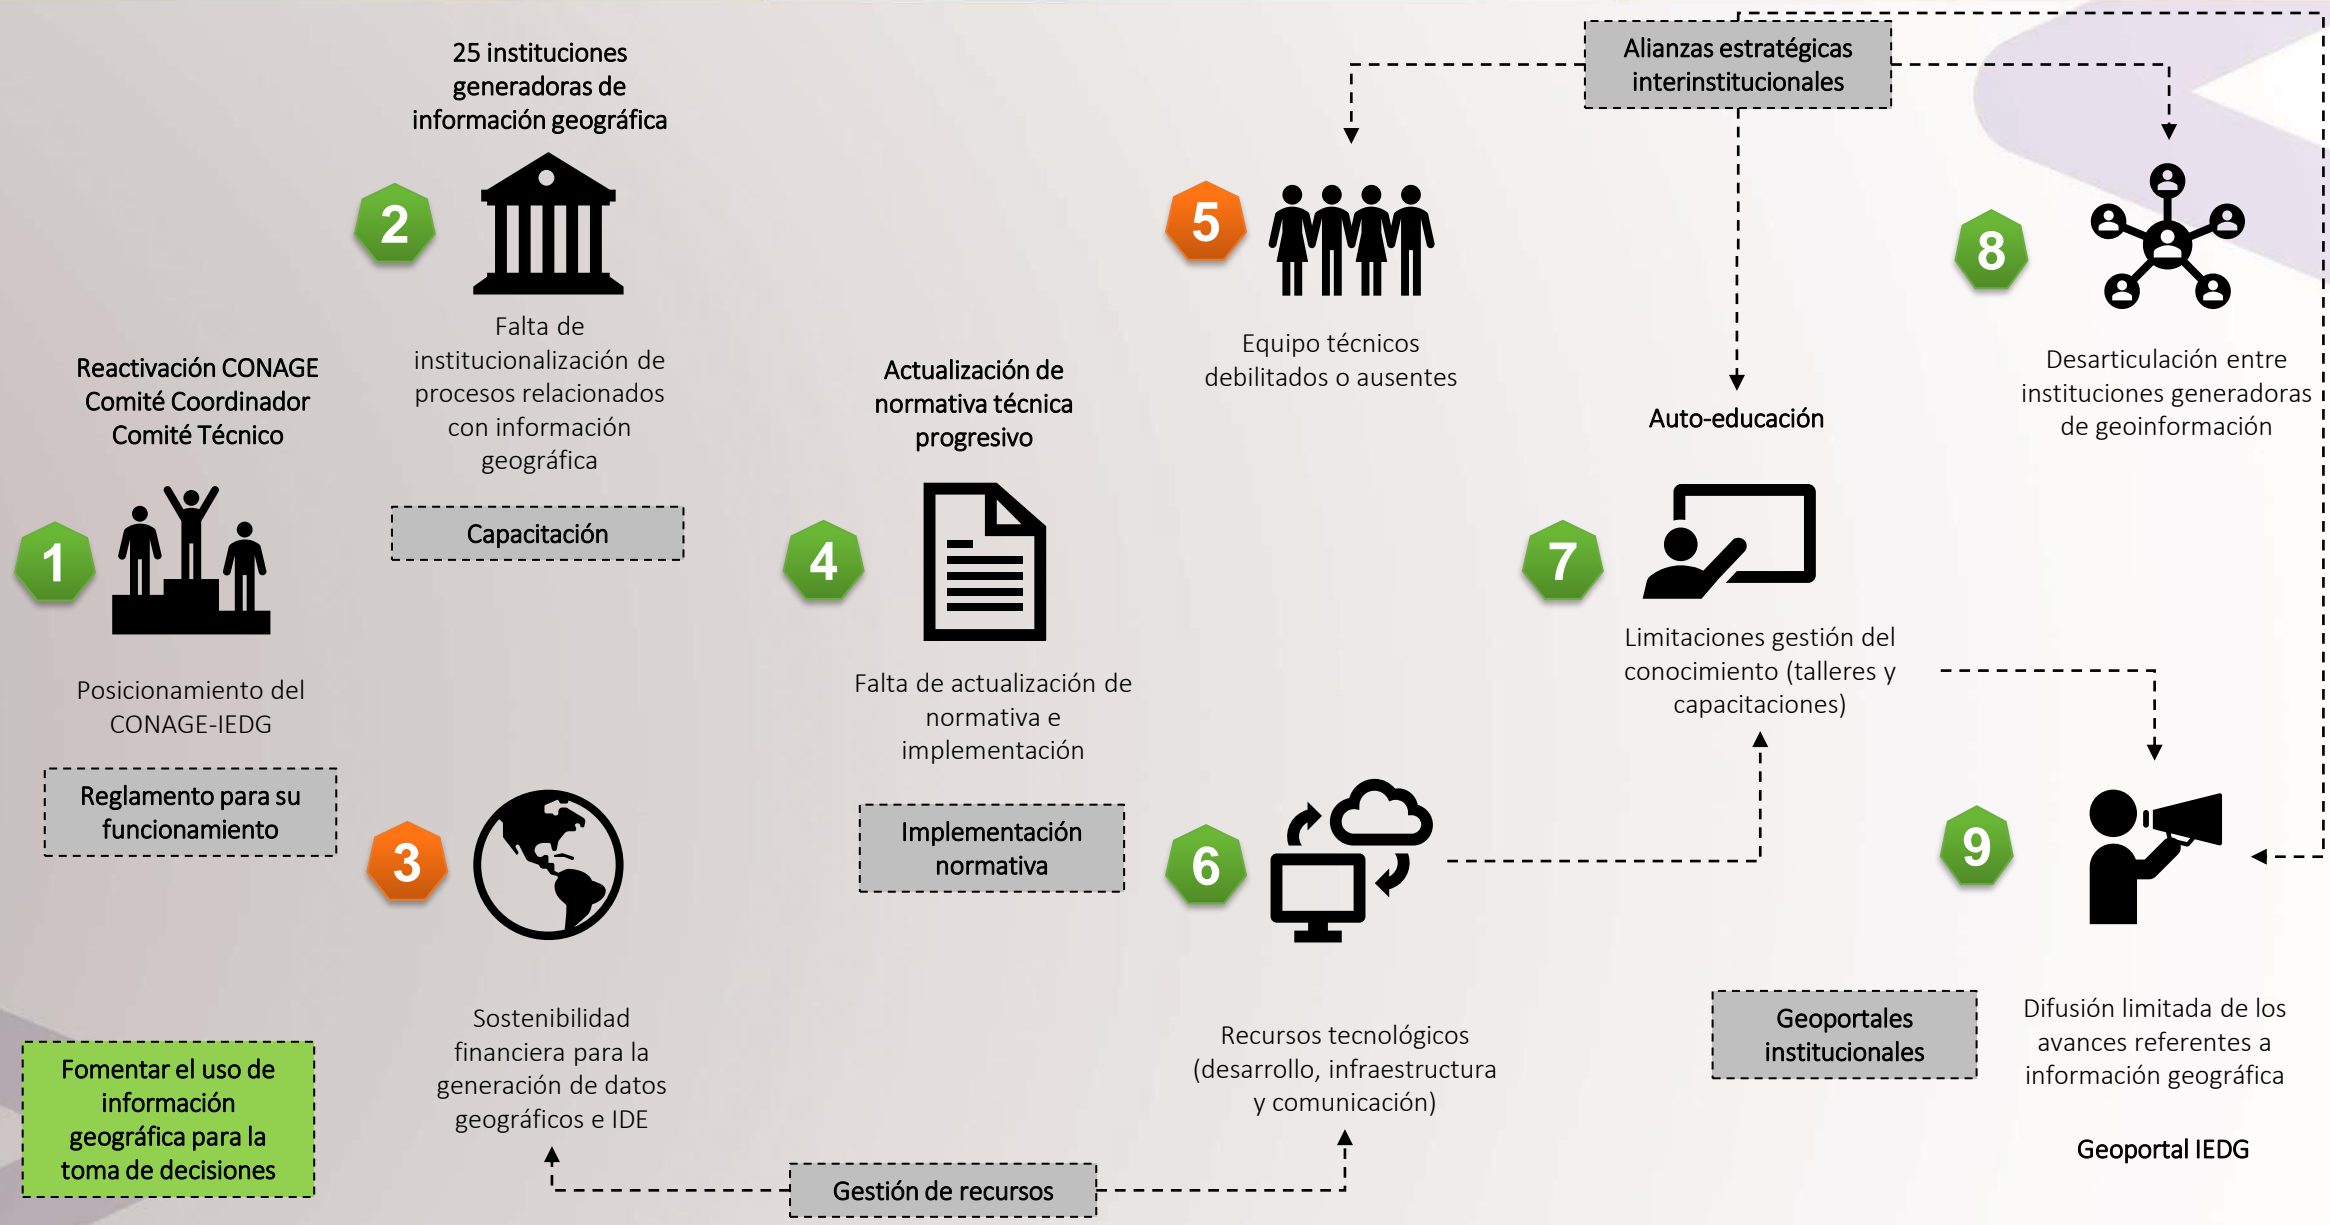 Reactivación CONAGE
Comité Coordinador
Comité Técnico
1
Posicionamiento del
CONAGE-IEDG
Reglamento para su
funcionamiento
Fomentar el uso de
información
geográfica para la
toma de decisiones
25 instituciones
generadoras de
información geográfica
2
Falta de
institucionalización de
procesos relacionados
con información
geográfica
Capacitación
3
Sostenibilidad
financiera para la
generación de datos
geográficos e IDE
Gestión de recursos
Actualización de
normativa técnica
progresivo
4
Falta de actualización de
normativa e
implementación
Implementación
normativa
5
Equipo técnicos
debilitados o ausentes
6
Recursos tecnológicos
(desarrollo, infraestructura
y comunicación)
Alianzas estratégicas
interinstitucionales
Auto-educación
7
Limitaciones gestión del
conocimiento (talleres y
capacitaciones)
8
Desarticulación entre
instituciones generadoras
de geoinformación
9
Geoportales
institucionales
Difusión limitada de los
avances referentes a
información geográfica
Geoportal IEDG